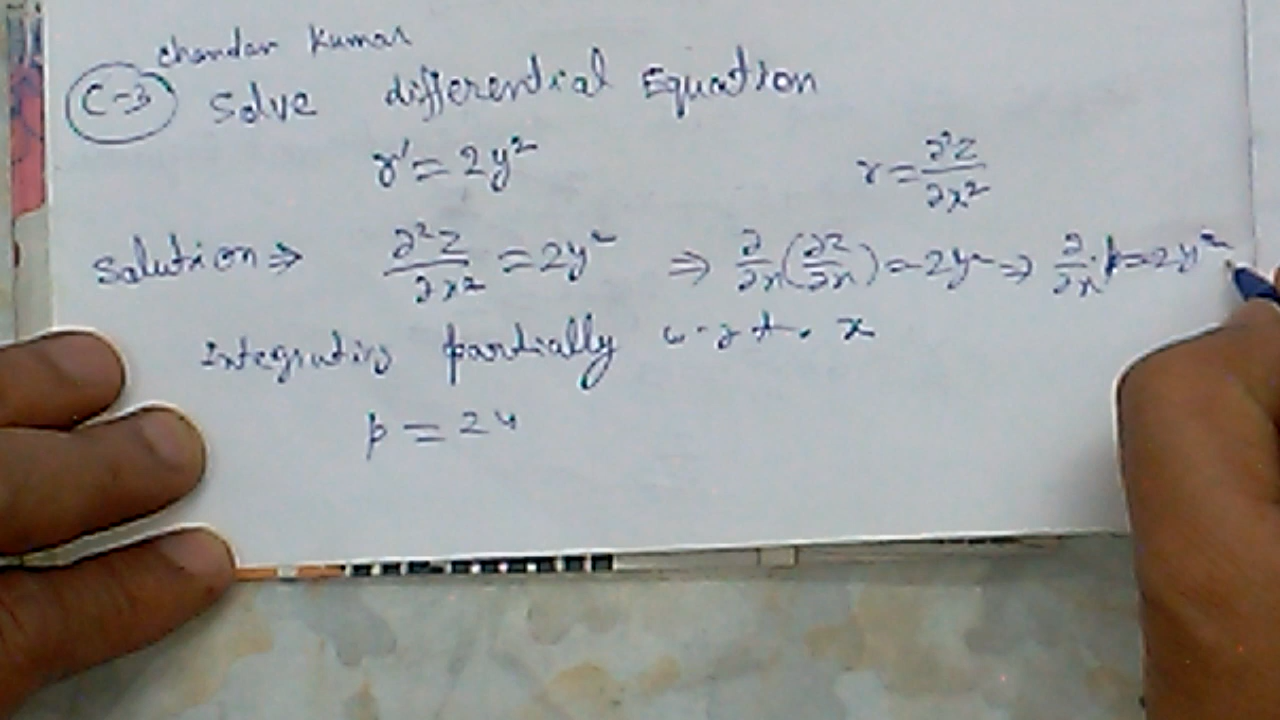 Chandan Kumar
C-3 Solve differential Equation
r' = 2y² r = ∂²z/∂x²
Solution ⇒ ∂²z/∂x² = 2y² ⇒ ∂/∂x(∂z/∂x) = 2y² ⇒ ∂/∂x·p = 2y²
Integrating partially w.r.t. x
p = 2y